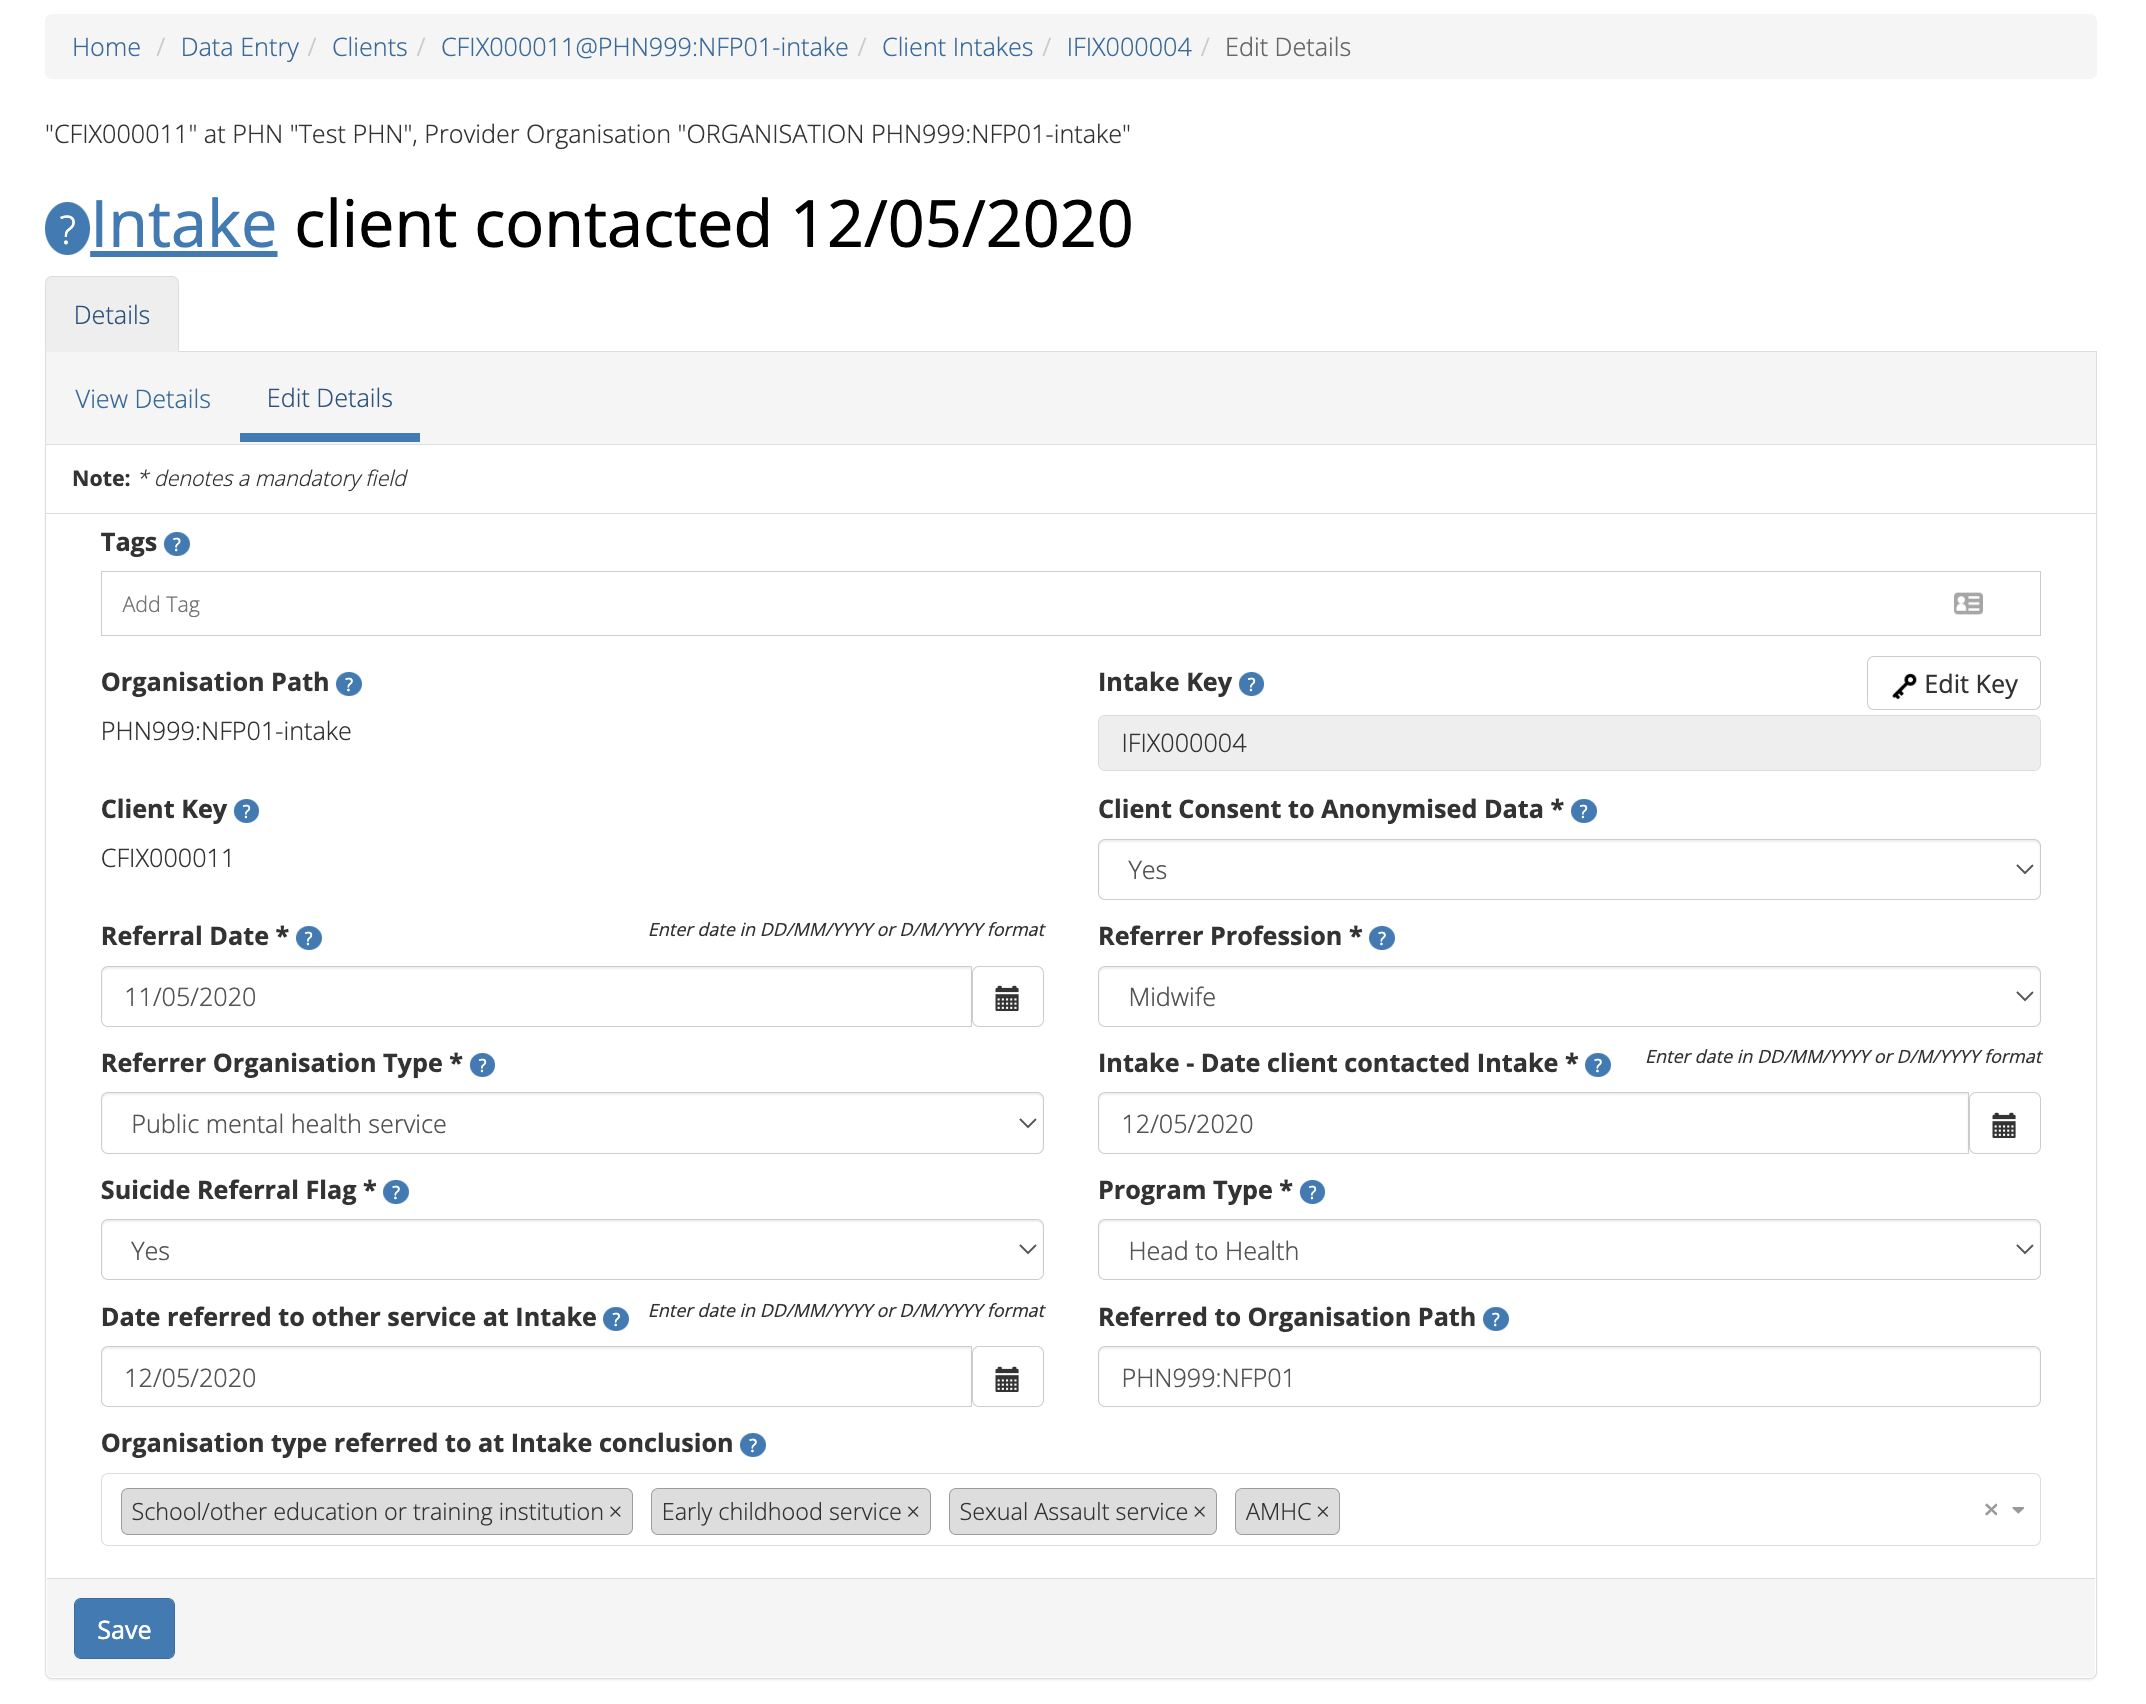 Home / Data Entry / Clients / CFIX000011@PHN999:NFP01-intake / Client Intakes / IFIX000004 / Edit Details
"CFIX000011" at PHN "Test PHN", Provider Organisation "ORGANISATION PHN999:NFP01-intake"
? Intake client contacted 12/05/2020
Details
View Details Edit Details
Note: * denotes a mandatory field
Tags ?
Add Tag
Organisation Path ?
PHN999:NFP01-intake
Intake Key ? Edit Key
IFIX000004
Client Key ?
CFIX000011
Client Consent to Anonymised Data * ?
Yes
Referral Date * ? Enter date in DD/MM/YYYY or D/M/YYYY format
11/05/2020
Referrer Profession * ?
Midwife
Referrer Organisation Type * ?
Public mental health service
Intake - Date client contacted Intake * ? Enter date in DD/MM/YYYY or D/M/YYYY format
12/05/2020
Suicide Referral Flag * ?
Yes
Program Type * ?
Head to Health
Date referred to other service at Intake ? Enter date in DD/MM/YYYY or D/M/YYYY format
12/05/2020
Referred to Organisation Path ?
PHN999:NFP01
Organisation type referred to at Intake conclusion ?
School/other education or training institution × Early childhood service × Sexual Assault service × AMHC × ×
Save